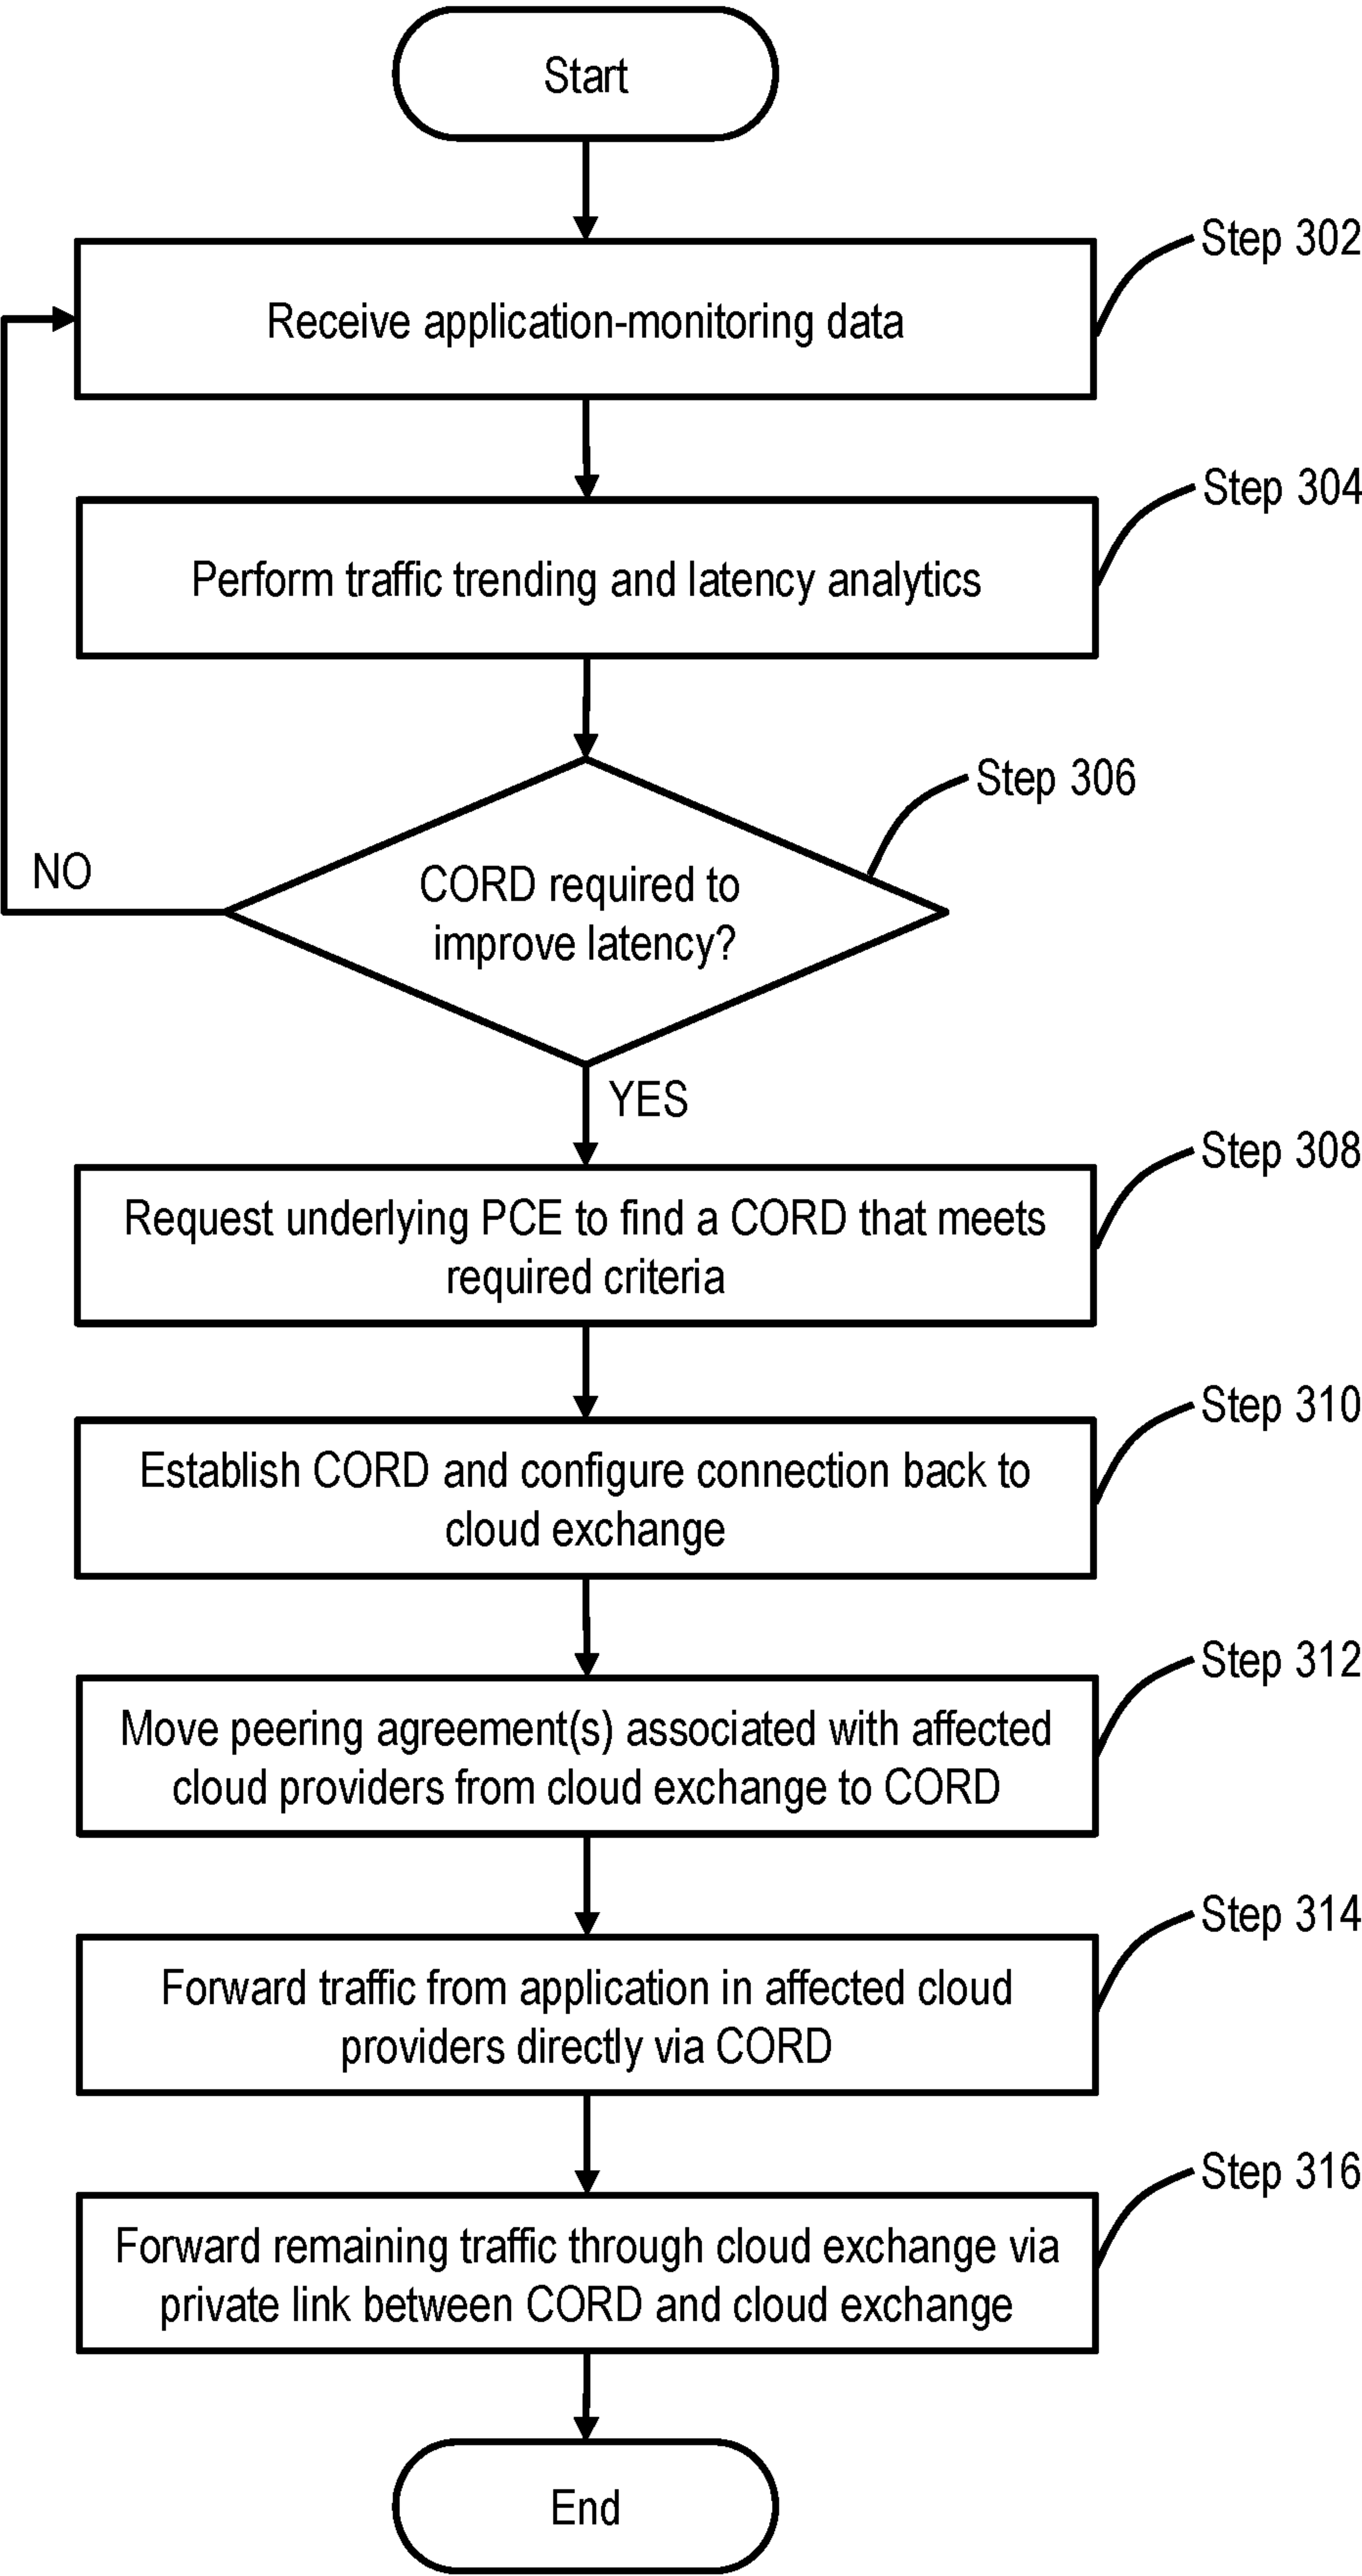 Start
Step 302
Receive application-monitoring data
Step 304
Perform traffic trending and latency analytics
Step 306
NO
CORD required to
improve latency?
YES
Step 308
Request underlying PCE to find a CORD that meets
required criteria
Step 310
Establish CORD and configure connection back to
cloud exchange
Step 312
Move peering agreement(s) associated with affected
cloud providers from cloud exchange to CORD
Step 314
Forward traffic from application in affected cloud
providers directly via CORD
Step 316
Forward remaining traffic through cloud exchange via
private link between CORD and cloud exchange
End